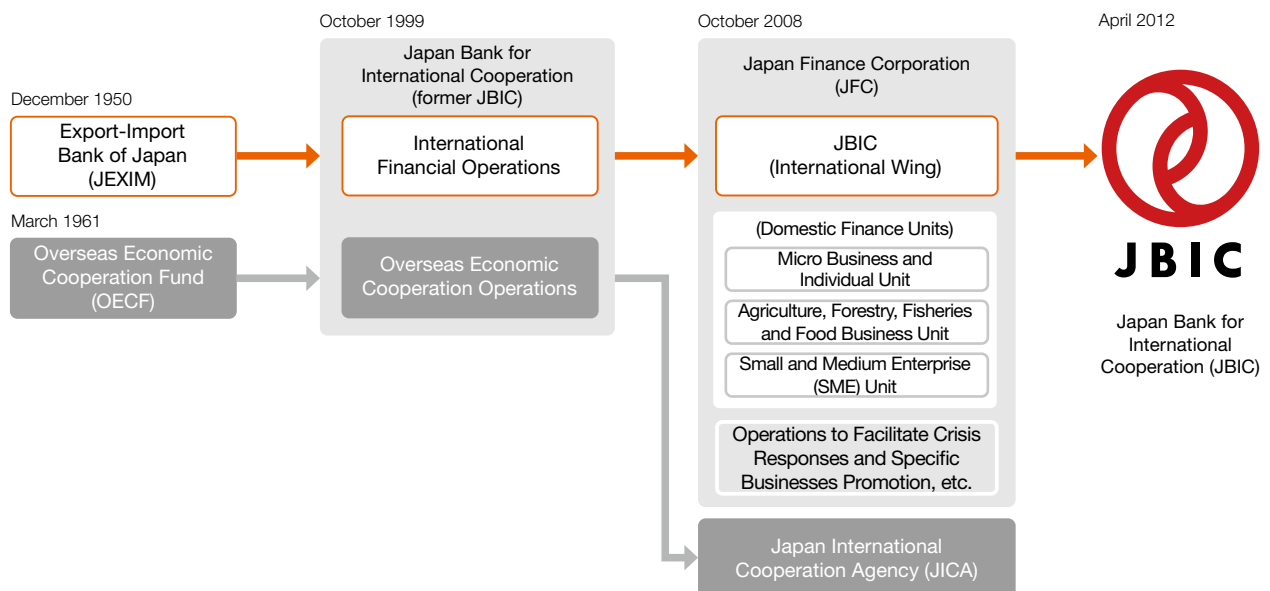 December 1950
Export-Import
Bank of Japan
(JEXIM)
March 1961
Overseas Economic
Cooperation Fund
(OECF)
October 1999
Japan Bank for
International Cooperation
(former JBIC)
International
Financial Operations
Overseas Economic
Cooperation Operations
October 2008
Japan Finance Corporation
(JFC)
JBIC
(International Wing)
(Domestic Finance Units)
Micro Business and
Individual Unit
Agriculture, Forestry, Fisheries
and Food Business Unit
Small and Medium Enterprise
(SME) Unit
Operations to Facilitate Crisis
Responses and Specific
Businesses Promotion, etc.
Japan International
Cooperation Agency (JICA)
April 2012
JBIC
Japan Bank for
International
Cooperation (JBIC)